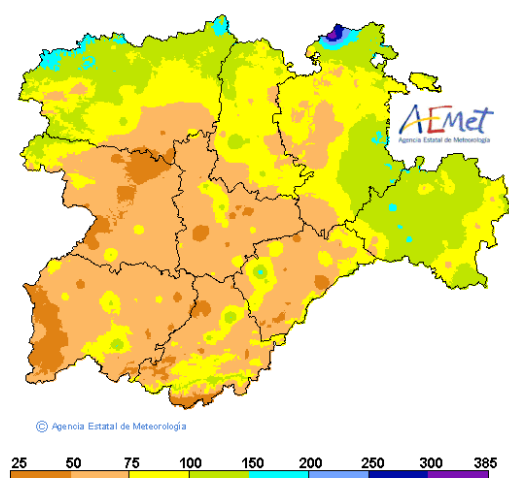 AEMet
Agencia Estatal de Meteorología
© Agencia Estatal de Meteorología
25 50 75 100 150 200 250 300 385